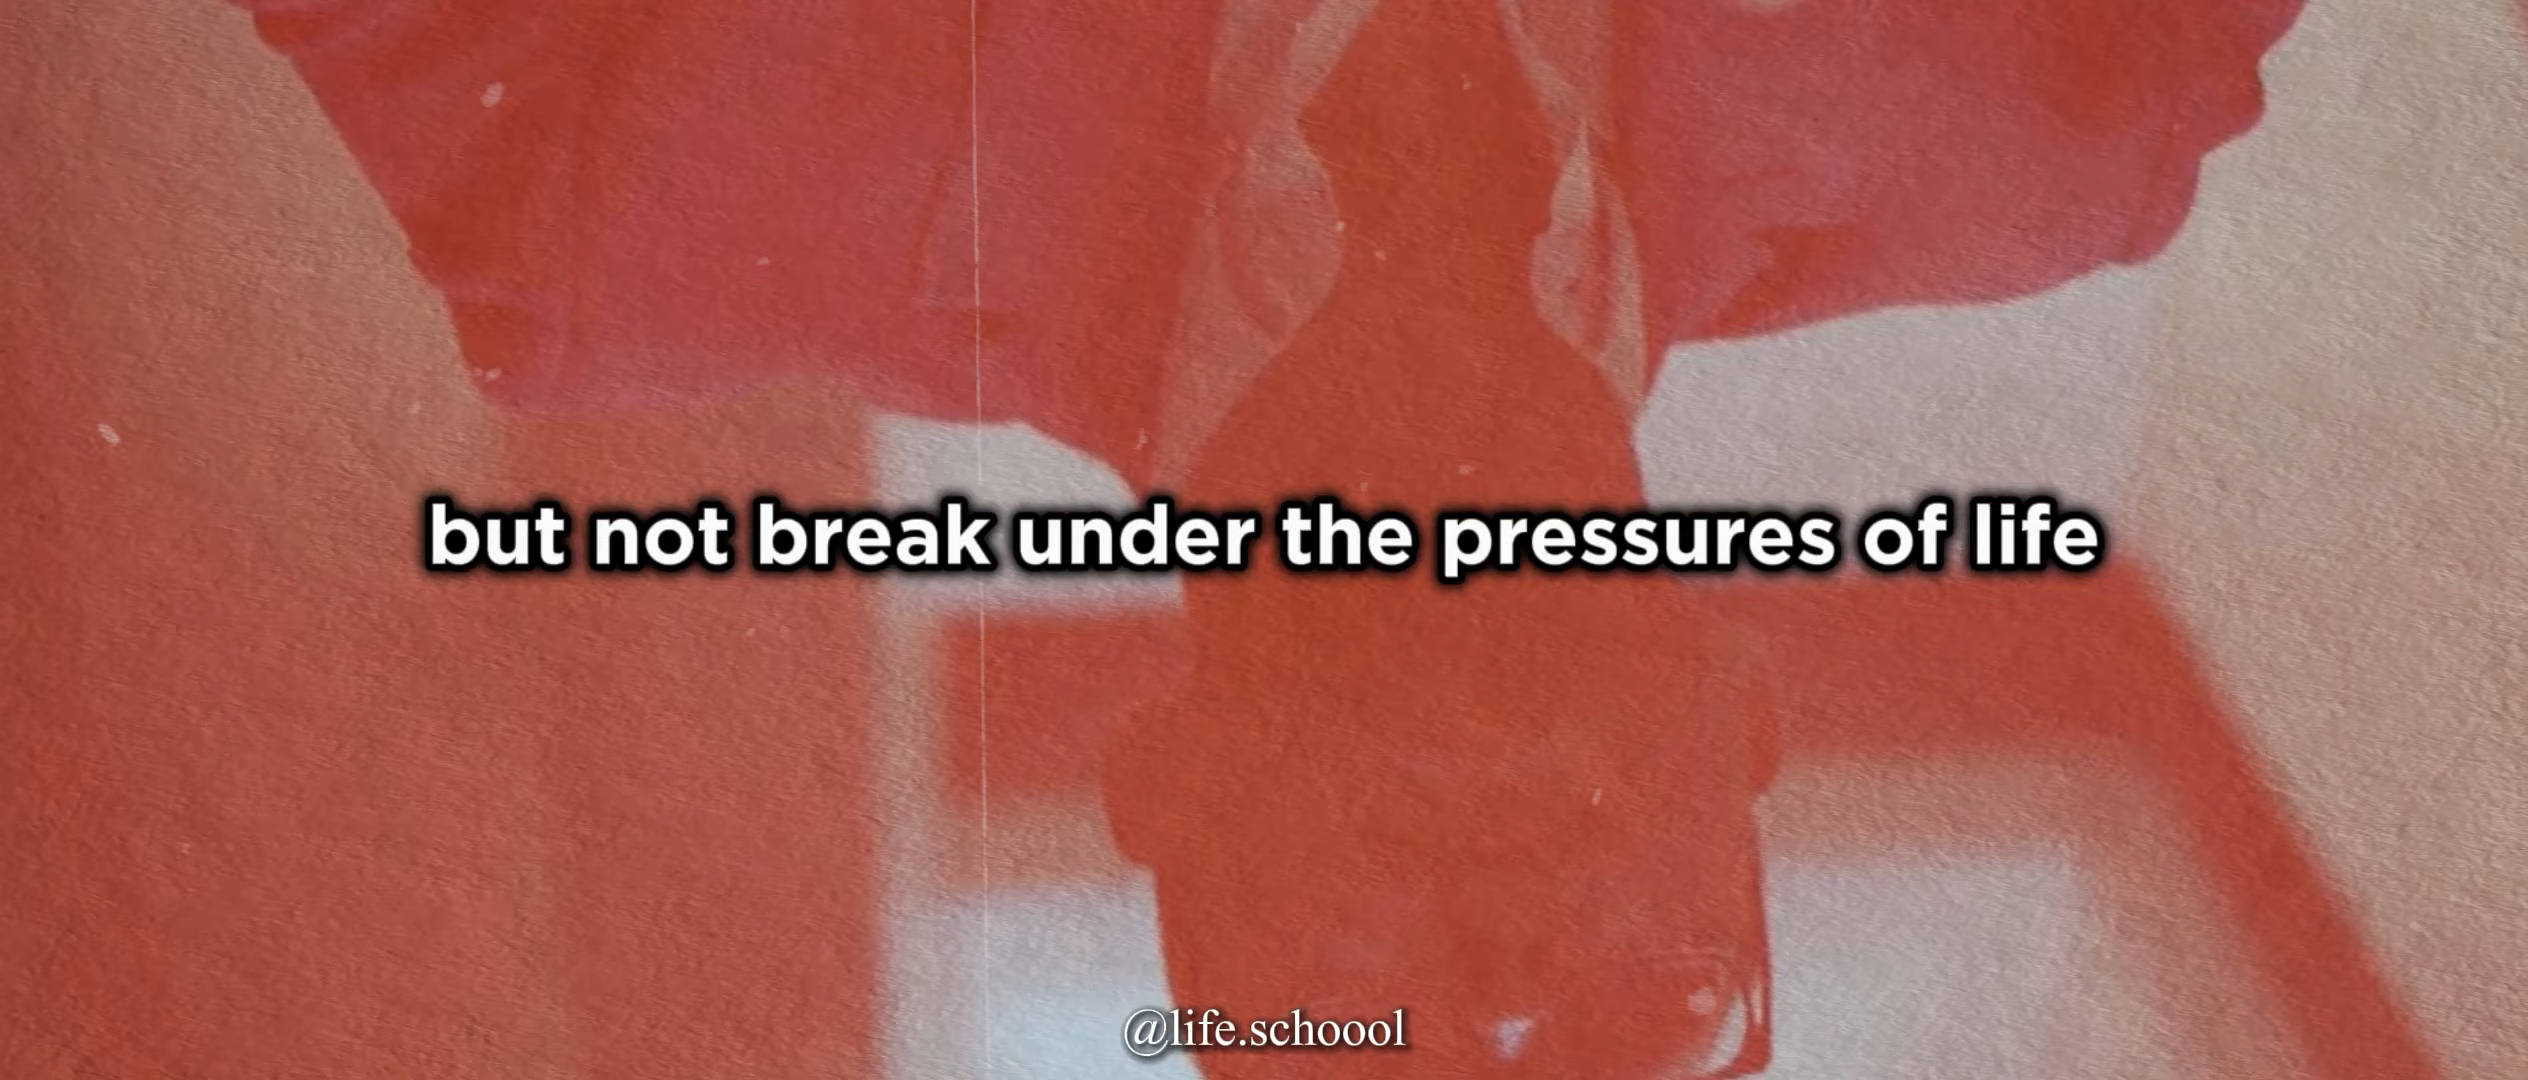 but not break under the pressures of life
@life.schoool